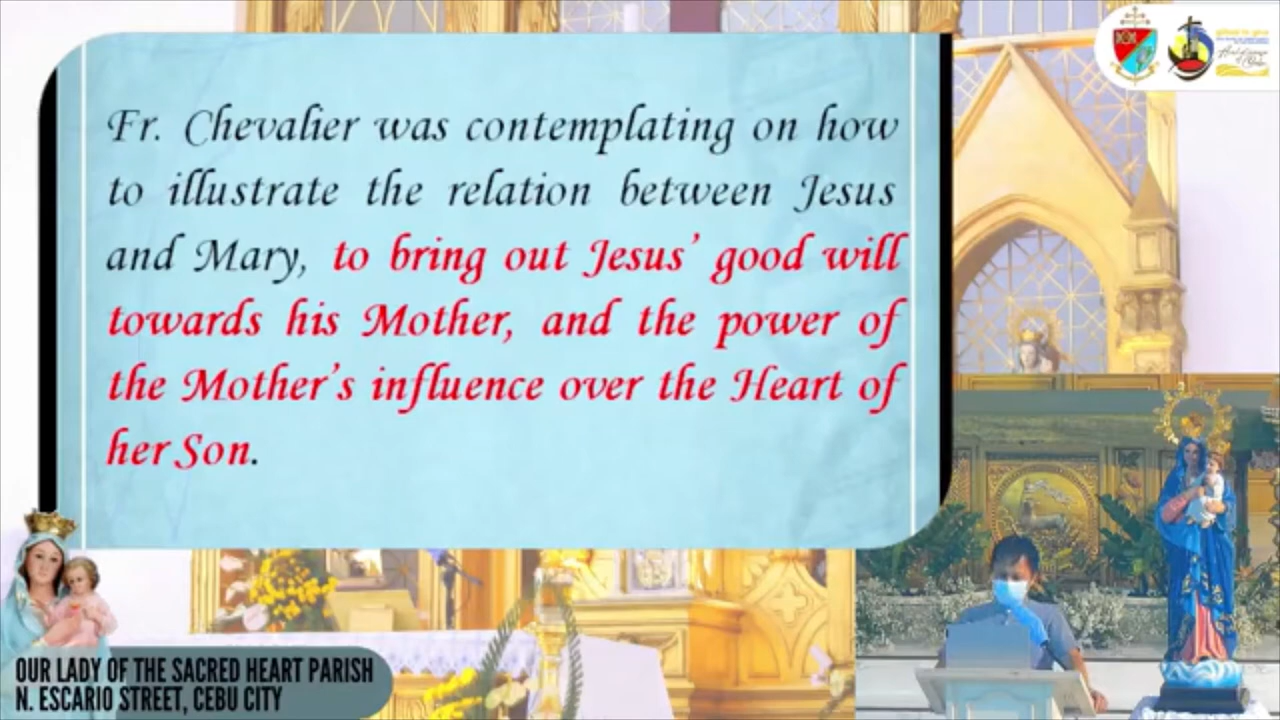 Fr. Chevalier was contemplating on how
to illustrate the relation between Jesus
and Mary, to bring out Jesus’ good will
towards his Mother, and the power of
the Mother’s influence over the Heart of
her Son.
OUR LADY OF THE SACRED HEART PARISH
N. ESCARIO STREET, CEBU CITY